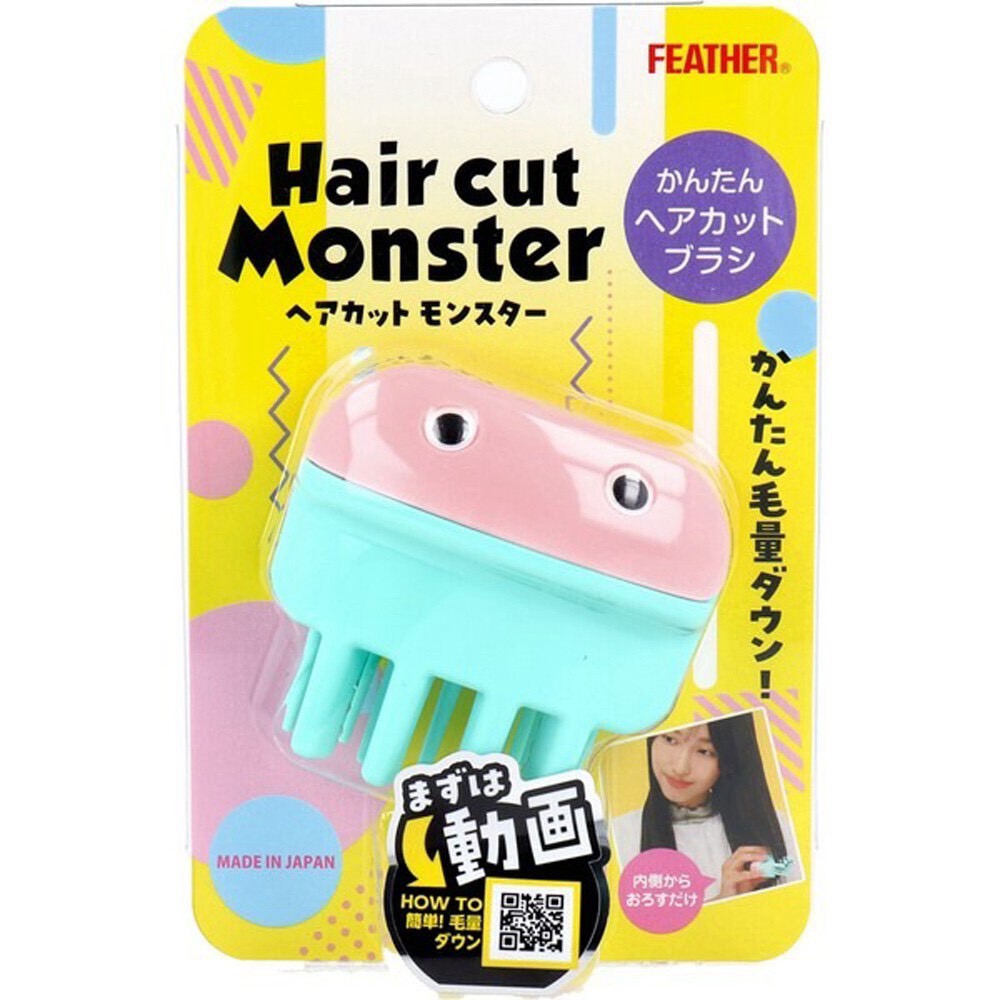 FEATHER®
Hair cut
Monster
ヘアカット モンスター
かんたん
ヘアカット
ブラシ
かんたん毛量ダウン!
MADE IN JAPAN
まずは
動画
HOW TO
簡単! 毛量
ダウン
内側から
おろすだけ